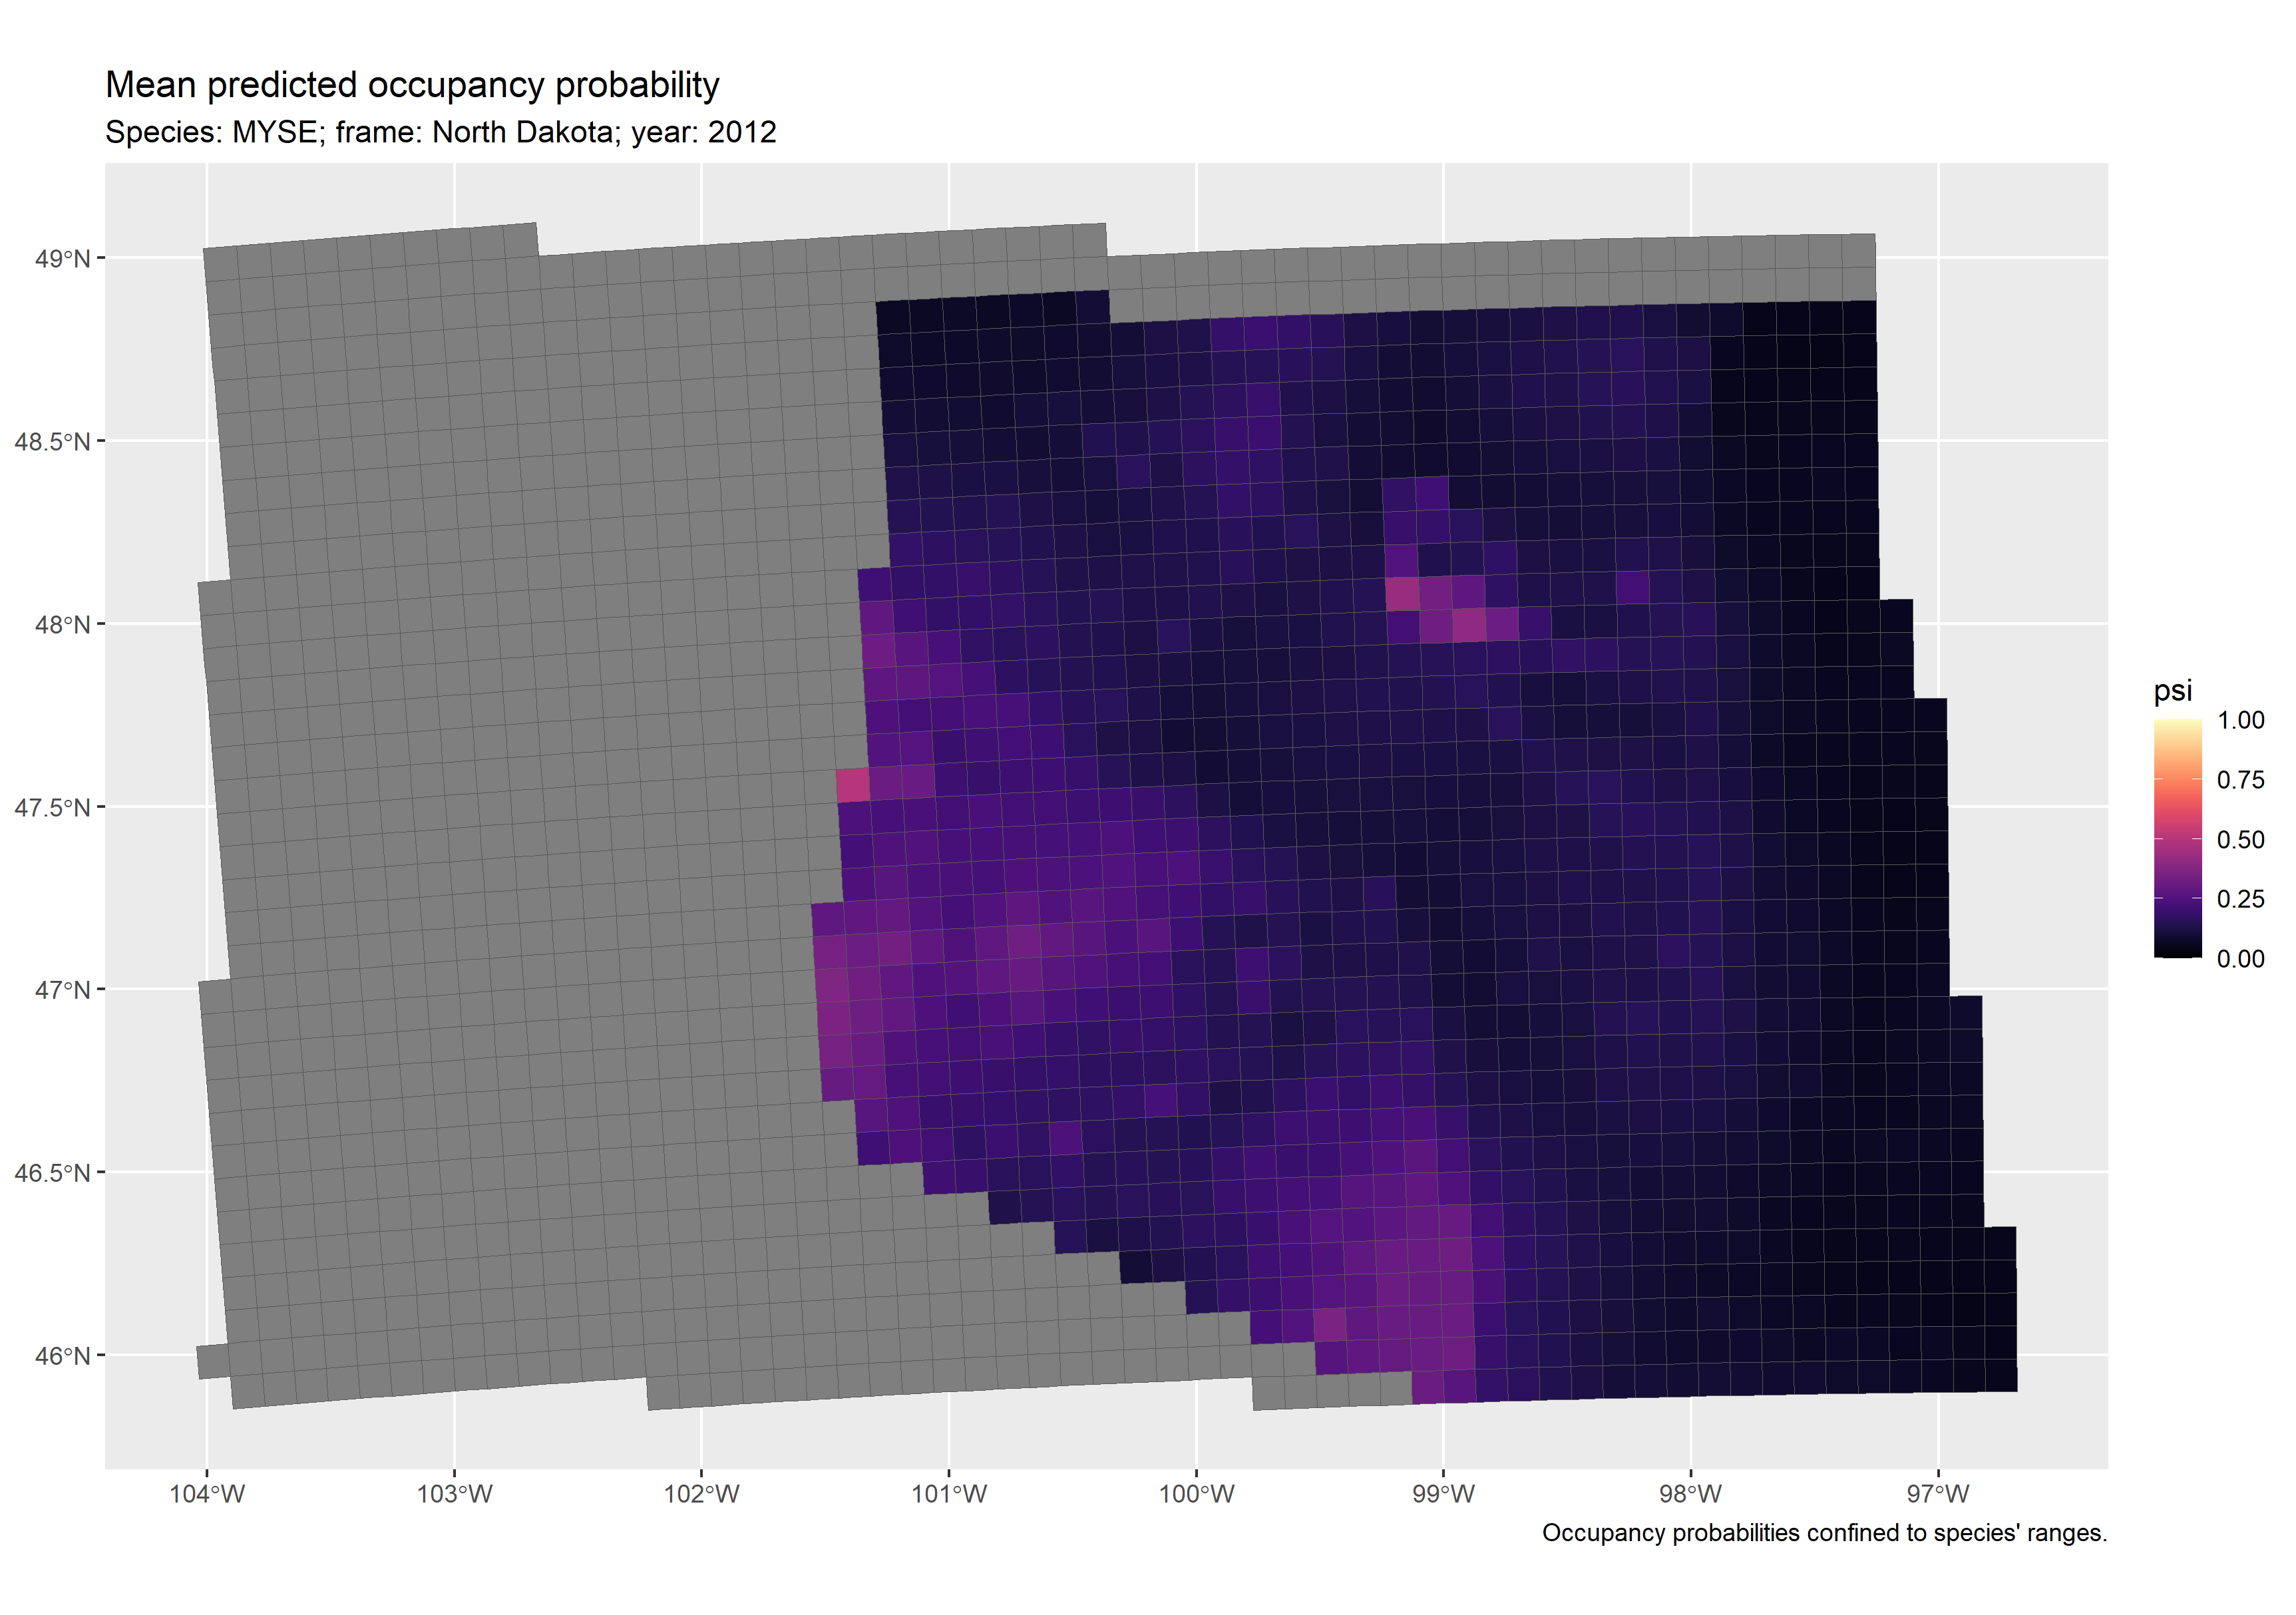 Mean predicted occupancy probability
Species: MYSE; frame: North Dakota; year: 2012
49°N
48.5°N
48°N
47.5°N
47°N
46.5°N
46°N
104°W
103°W
102°W
101°W
100°W
99°W
98°W
97°W
psi
1.00
0.75
0.50
0.25
0.00
Occupancy probabilities confined to species' ranges.